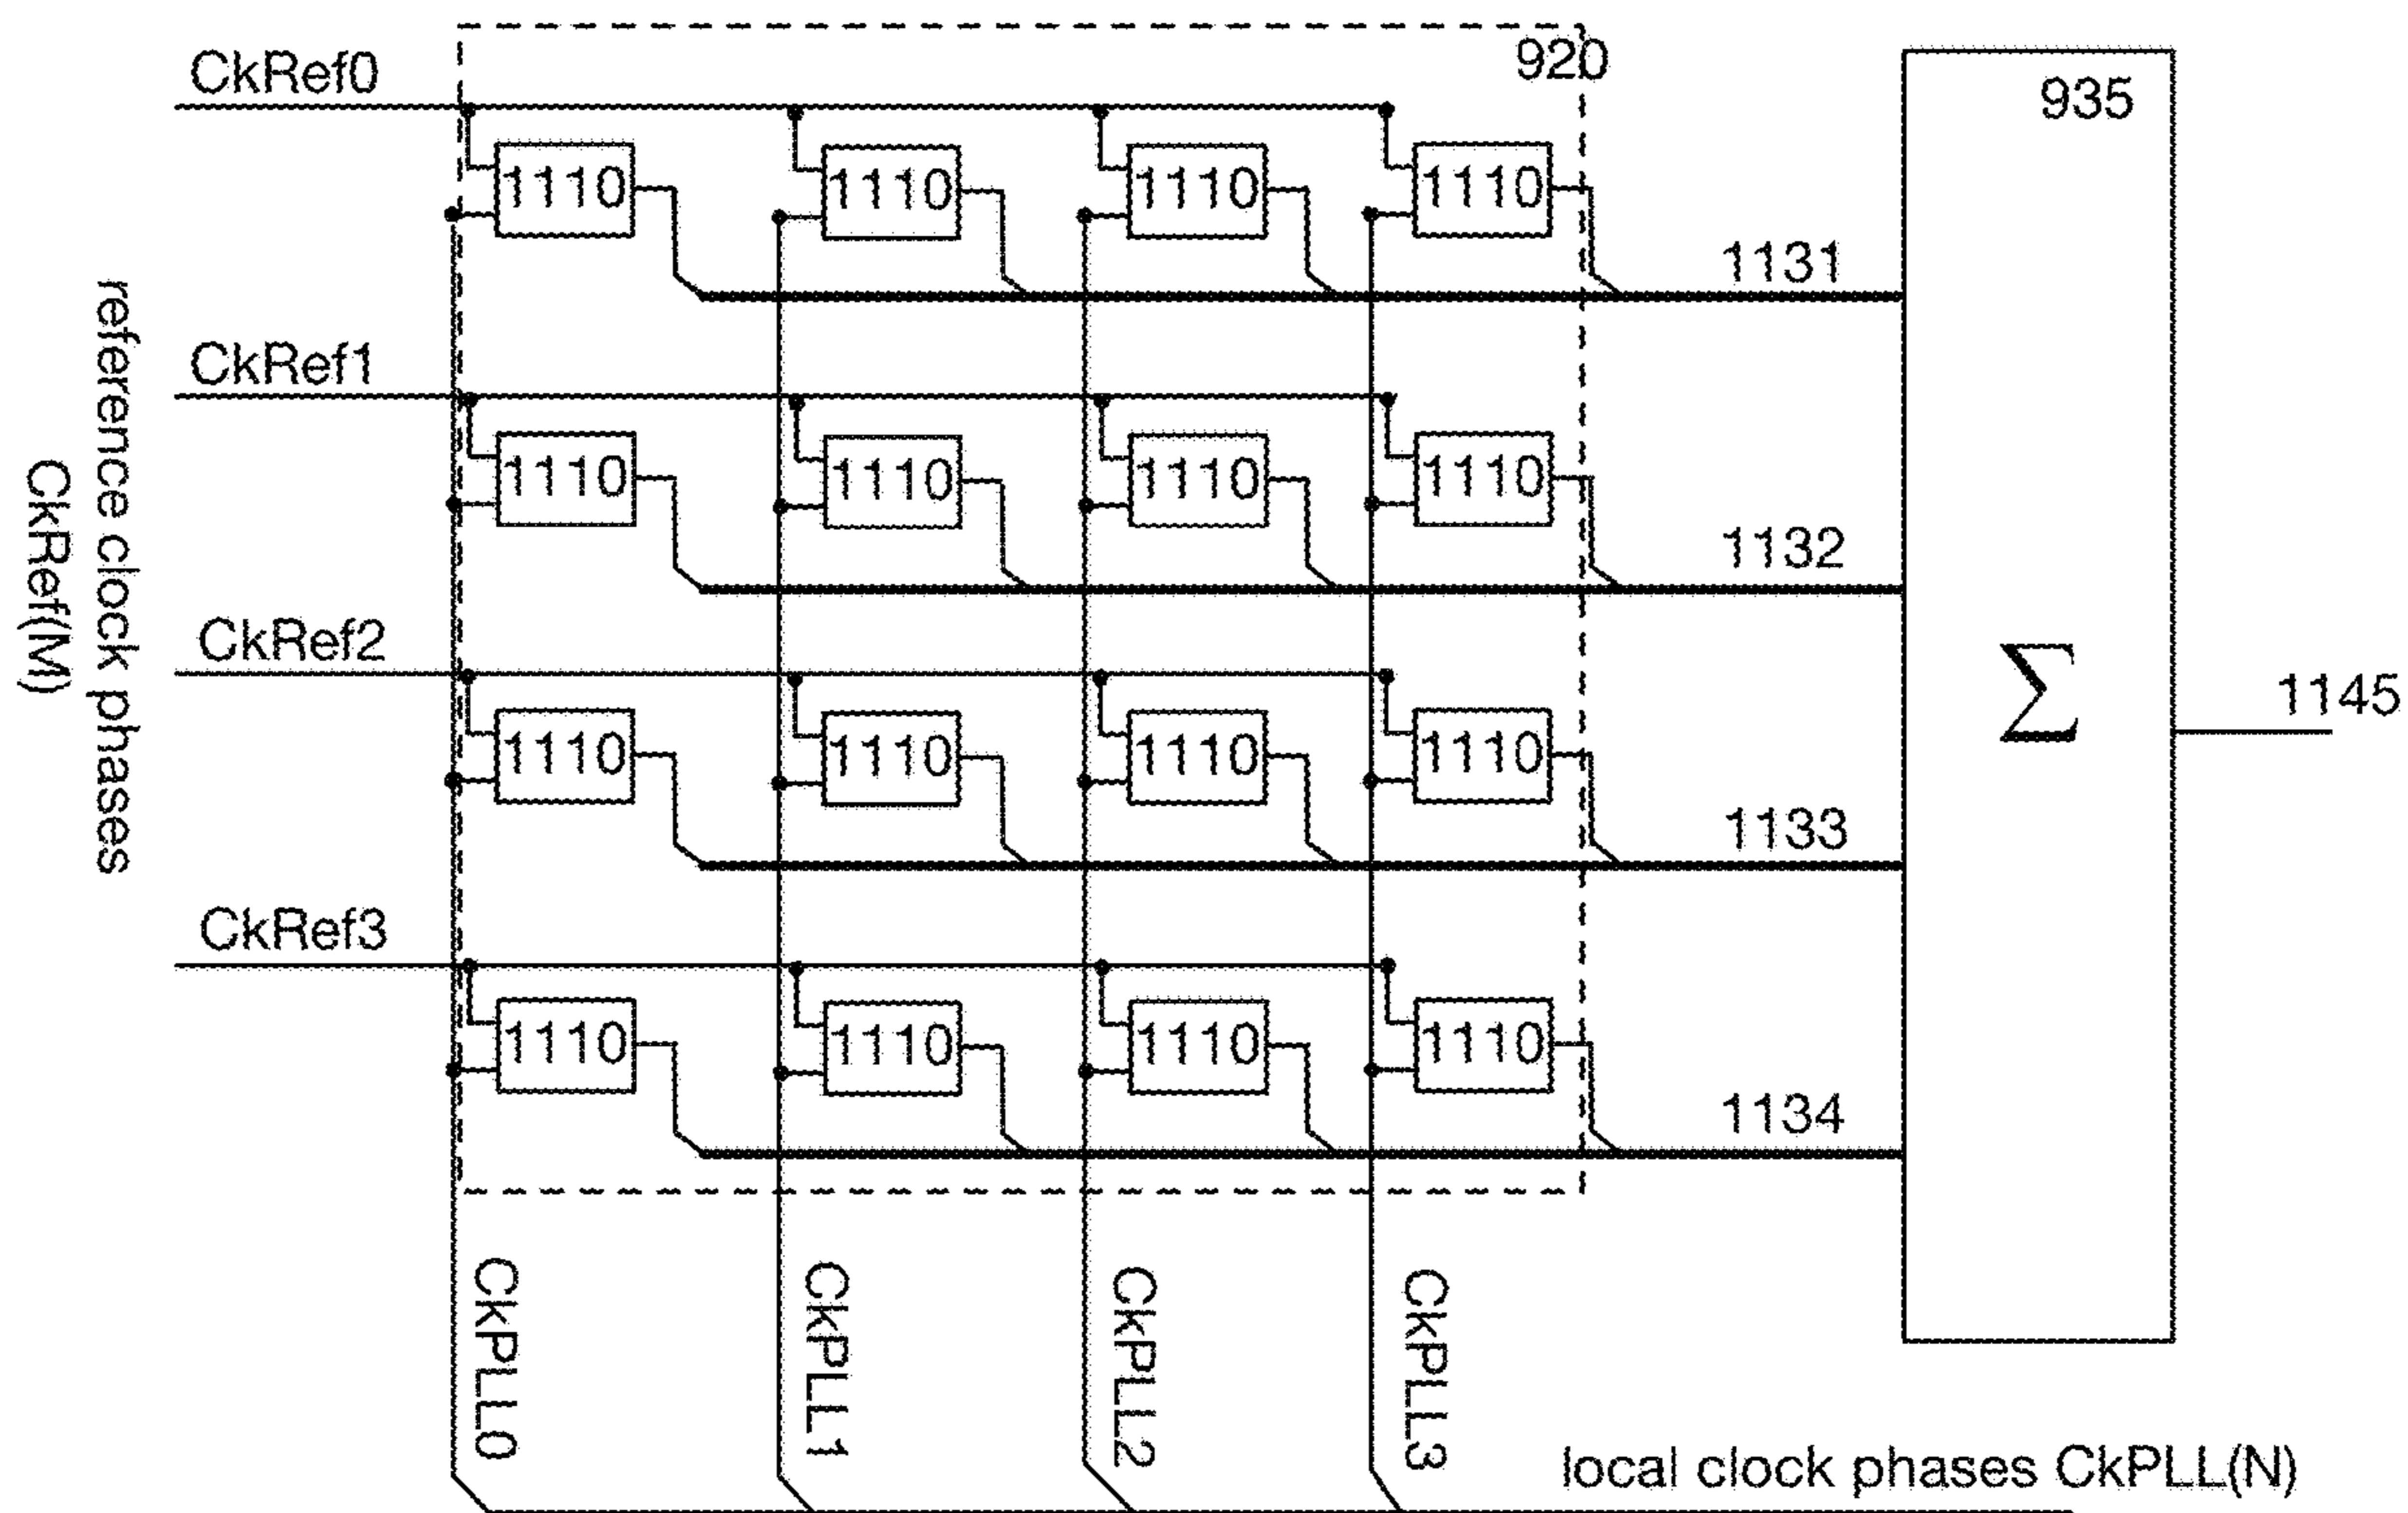 CkRef0
920
935
1110 1110 1110 1110
1131
CkRef1
1110 1110 1110 1110
1132
CkRef2
1110 1110 1110 1110
1133
CkRef3
1110 1110 1110 1110
1134
Σ
1145
reference clock phases
CkRef(M)
CkPLL0
CkPLL1
CkPLL2
CkPLL3
local clock phases CkPLL(N)